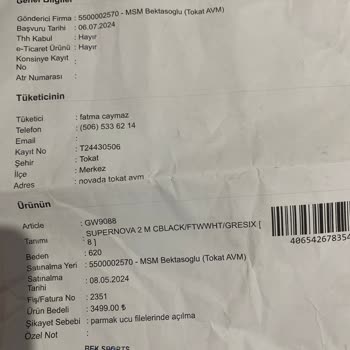 Genel Bilgiler
Gönderici Firma : 5500002570 - MSM Bektasoglu (Tokat AVM)
Başvuru Tarihi : 06.07.2024
Thh Kabul : Hayır
e-Ticaret Ürünü : Hayır
Konsinye Kayıt No :
Atr Numarası :
Tüketicinin
Tüketici : fatma caymaz
Telefon : (506) 533 62 14
Email :
Kayıt No : T24430506
Şehir : Tokat
İlçe : Merkez
Adres : novada tokat avm
Ürünün
Article : GW9088
Tanımı : SUPERNOVA 2 M CBLACK/FTWWHT/GRESIX [
8 ]
Beden : 620
Satınalma Yeri : 5500002570 - MSM Bektasoglu (Tokat AVM)
Satınalma Tarihi : 08.05.2024
Fiş/Fatura No : 2351
Ürün Bedeli : 3499.00 ₺
Şikayet Sebebi : parmak ucu filelerinde açılma
Özel Not :
406542678354